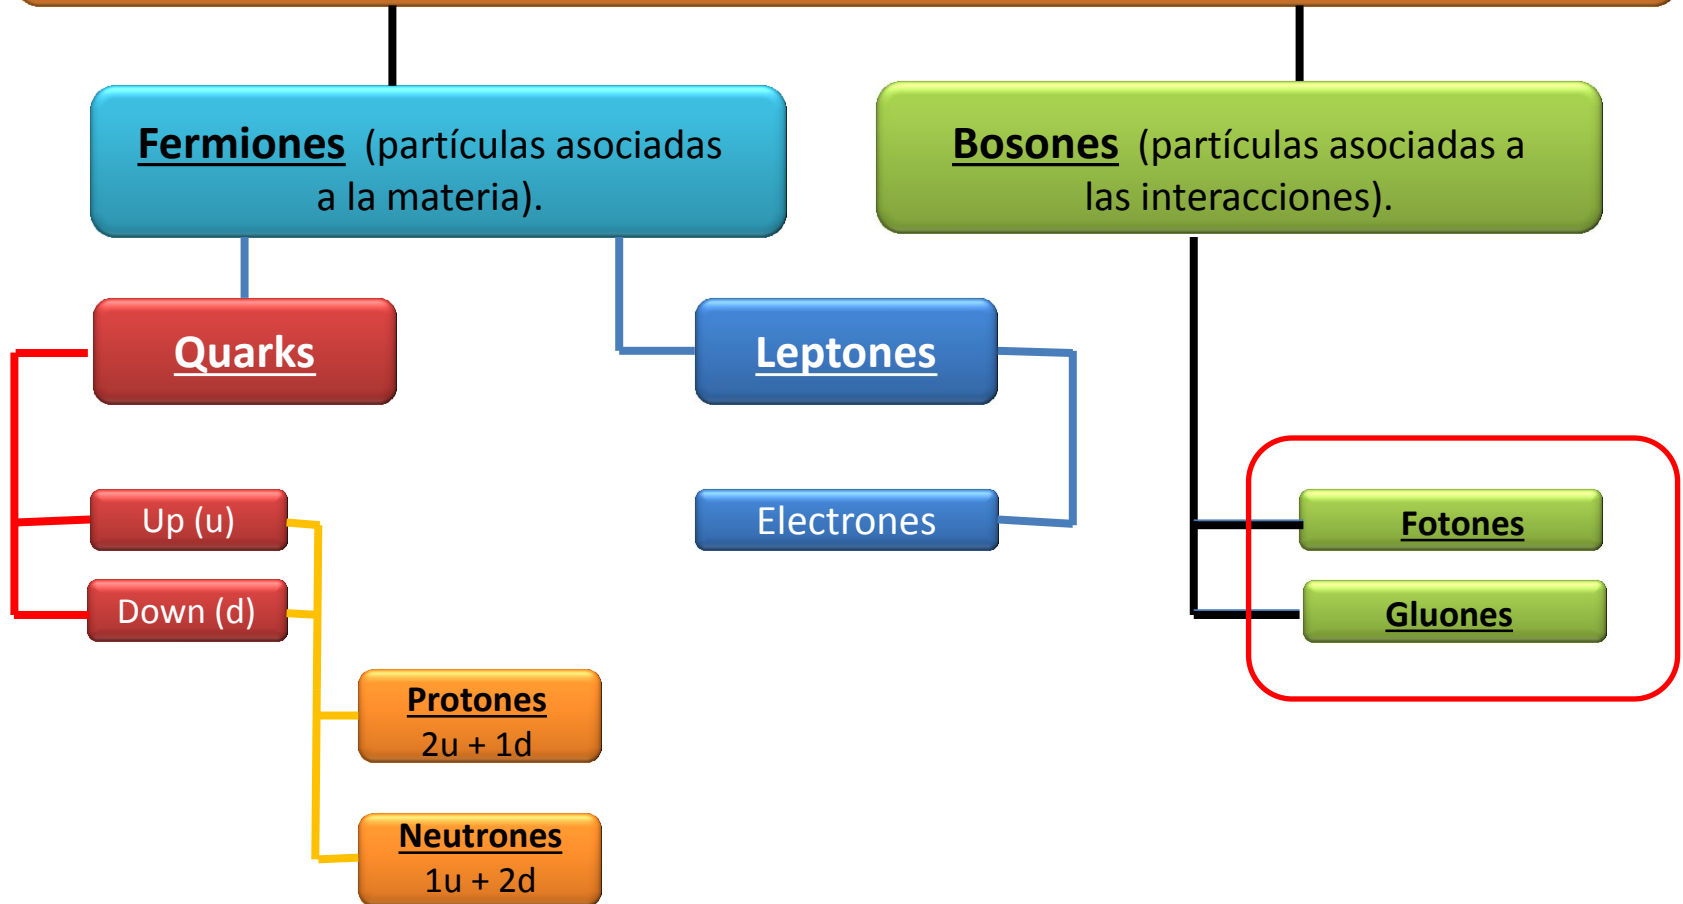 Fermiones (partículas asociadas
a la materia).
Bosones (partículas asociadas a
las interacciones).
Quarks
Leptones
Up (u)
Electrones
Fotones
Down (d)
Gluones
Protones
2u + 1d
Neutrones
1u + 2d